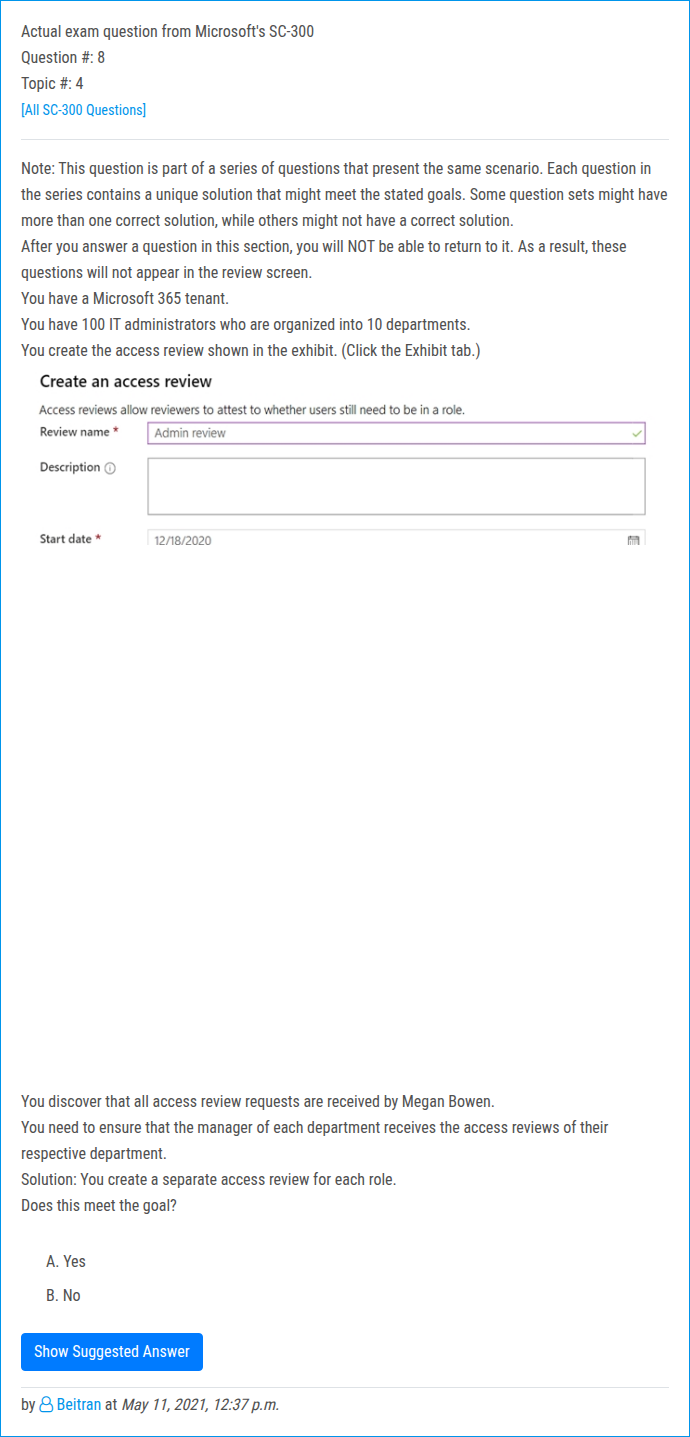 Actual exam question from Microsoft's SC-300
Question #: 8
Topic #: 4
[All SC-300 Questions]
Note: This question is part of a series of questions that present the same scenario. Each question in
the series contains a unique solution that might meet the stated goals. Some question sets might have
more than one correct solution, while others might not have a correct solution.
After you answer a question in this section, you will NOT be able to return to it. As a result, these
questions will not appear in the review screen.
You have a Microsoft 365 tenant.
You have 100 IT administrators who are organized into 10 departments.
You create the access review shown in the exhibit. (Click the Exhibit tab.)
Create an access review
Access reviews allow reviewers to attest to whether users still need to be in a role.
Review name * Admin review
Description
Start date * 12/18/2020
You discover that all access review requests are received by Megan Bowen.
You need to ensure that the manager of each department receives the access reviews of their
respective department.
Solution: You create a separate access review for each role.
Does this meet the goal?
A. Yes
B. No
Show Suggested Answer
by Beitran at May 11, 2021, 12:37 p.m.